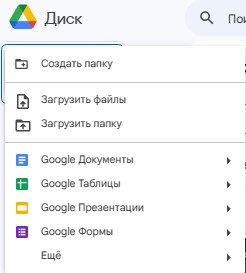 Диск
Создать папку
Загрузить файлы
Загрузить папку
Google Документы
Google Таблицы
Google Презентации
Google Формы
Ещё